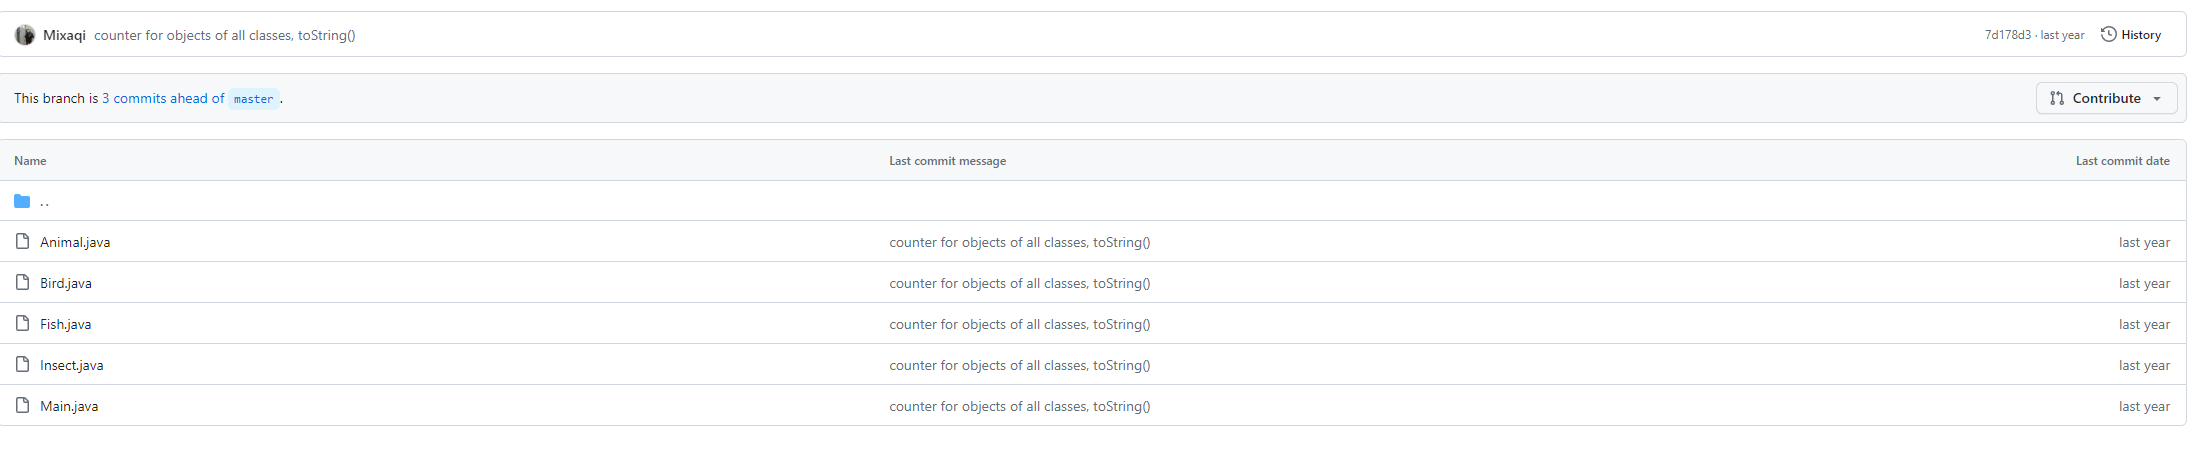 Mixaqi counter for objects of all classes, toString() 7d178d3 · last year History
This branch is 3 commits ahead of master . Contribute
Name Last commit message Last commit date
..
Animal.java counter for objects of all classes, toString() last year
Bird.java counter for objects of all classes, toString() last year
Fish.java counter for objects of all classes, toString() last year
Insect.java counter for objects of all classes, toString() last year
Main.java counter for objects of all classes, toString() last year